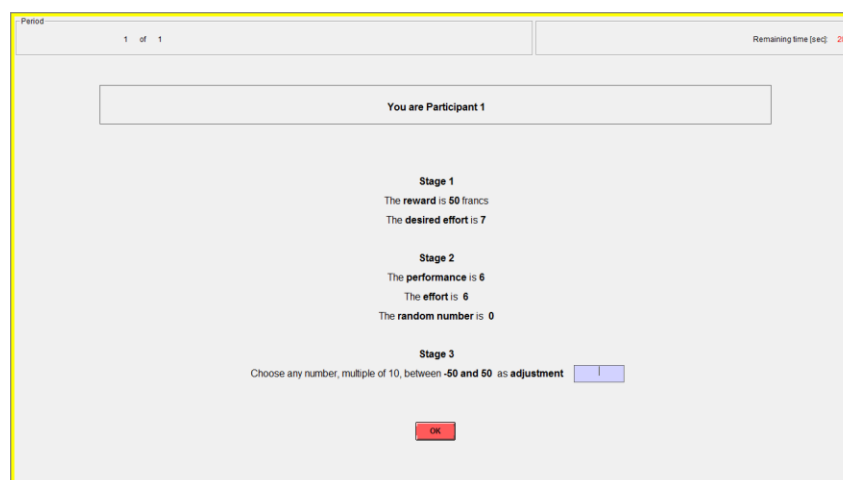 Period
1 of 1
Remaining time [sec]:
You are Participant 1
Stage 1
The reward is 50 francs
The desired effort is 7
Stage 2
The performance is 6
The effort is 6
The random number is 0
Stage 3
Choose any number, multiple of 10, between -50 and 50 as adjustment
OK